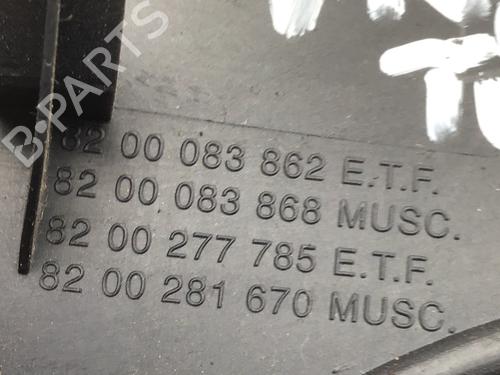 B-PARTS
82 00 083 862 E.T.F.
82 00 083 868 MUSC.
82 00 277 785 E.T.F.
82 00 281 670 MUSC.